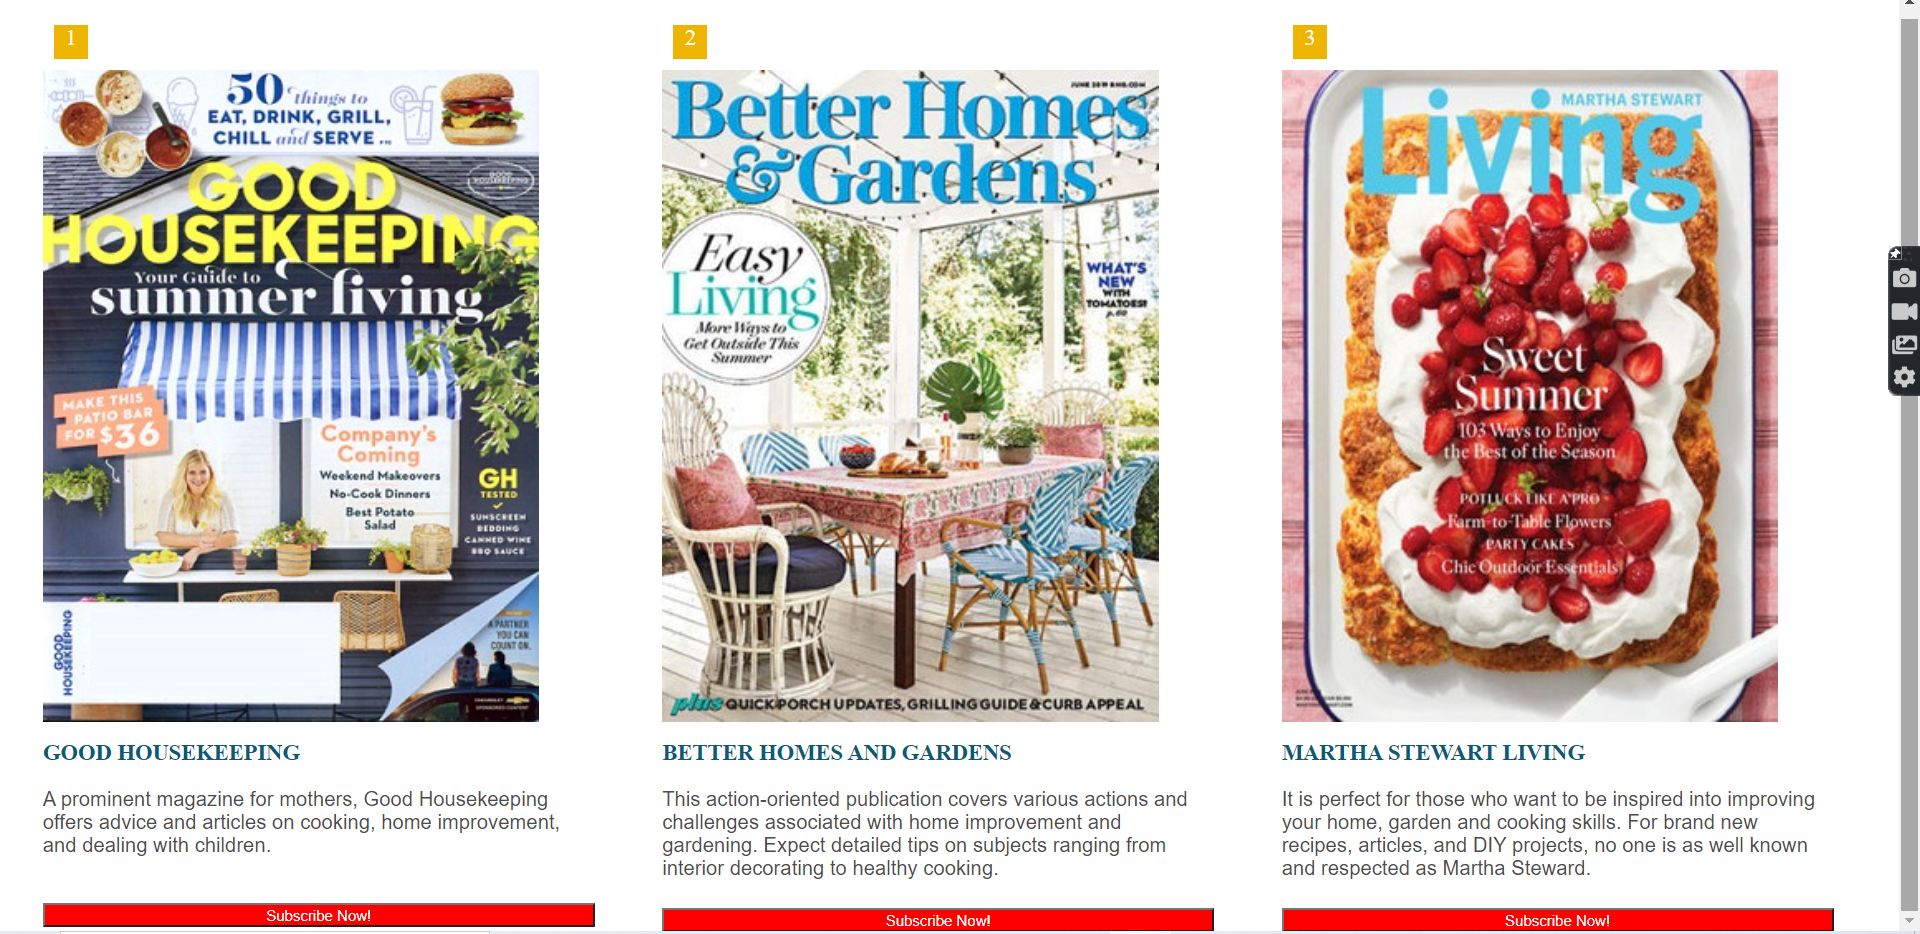 1
50 things to
EAT, DRINK, GRILL,
CHILL and SERVE ...
GOOD
HOUSEKEEPING
GOOD
HOUSEKEEPING
Your Guide to
summer living
MAKE THIS
PATIO BAR
FOR $36
Company's
Coming
Weekend Makeovers
No-Cook Dinners
Best Potato
Salad
GH
TESTED
SUNSCREEN
BEDDING
CANNED WINE
BBQ SAUCE
GOOD
HOUSEKEEPING
A PARTNER
YOU CAN
COUNT ON.
CHEVROLET
SPONSORED CONTENT
GOOD HOUSEKEEPING
A prominent magazine for mothers, Good Housekeeping
offers advice and articles on cooking, home improvement,
and dealing with children.
Subscribe Now!
2
JUNE 2019 BHG.COM
Better Homes
& Gardens
Easy
Living
More Ways to
Get Outside This
Summer
WHAT'S
NEW
WITH
TOMATOES!
p. 60
plus QUICK PORCH UPDATES, GRILLING GUIDE & CURB APPEAL
BETTER HOMES AND GARDENS
This action-oriented publication covers various actions and
challenges associated with home improvement and
gardening. Expect detailed tips on subjects ranging from
interior decorating to healthy cooking.
Subscribe Now!
3
MARTHA STEWART
Living
Sweet
Summer
103 Ways to Enjoy
the Best of the Season
POTLUCK LIKE A PRO
Farm-to-Table Flowers
PARTY CAKES
Chic Outdoor Essentials
MARTHA STEWART LIVING
It is perfect for those who want to be inspired into improving
your home, garden and cooking skills. For brand new
recipes, articles, and DIY projects, no one is as well known
and respected as Martha Steward.
Subscribe Now!